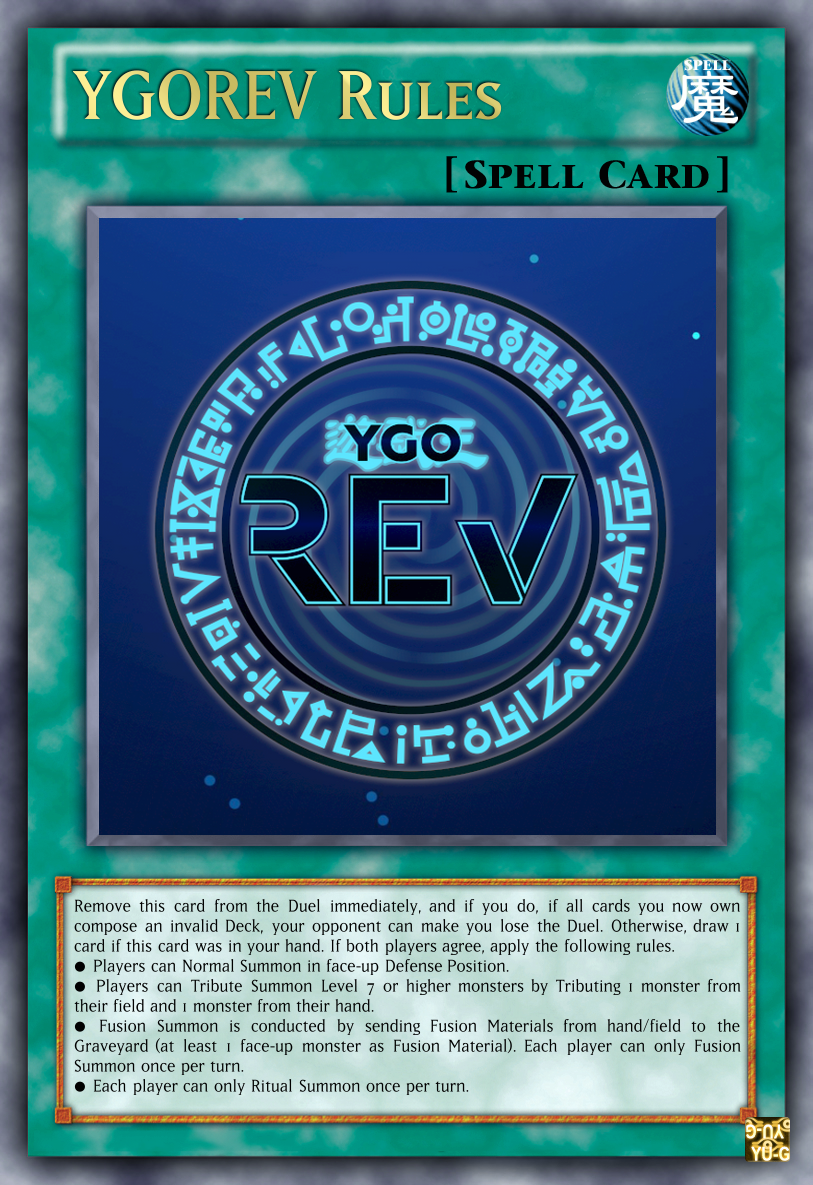 YGOREV RULES
SPELL
魔
[SPELL CARD]
YGO
REV
Remove this card from the Duel immediately, and if you do, if all cards you now own
compose an invalid Deck, your opponent can make you lose the Duel. Otherwise, draw 1
card if this card was in your hand. If both players agree, apply the following rules.
● Players can Normal Summon in face-up Defense Position.
● Players can Tribute Summon Level 7 or higher monsters by Tributing 1 monster from
their field and 1 monster from their hand.
● Fusion Summon is conducted by sending Fusion Materials from hand/field to the
Graveyard (at least 1 face-up monster as Fusion Material). Each player can only Fusion
Summon once per turn.
● Each player can only Ritual Summon once per turn.
YU-G